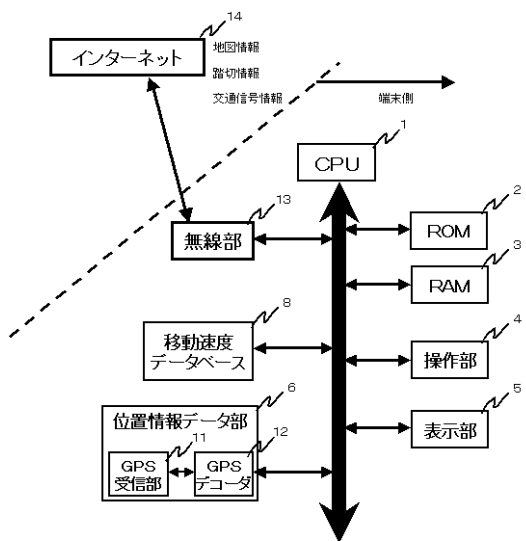 14
インターネット
地図情報
踏切情報
交通信号情報
端末側
1
CPU
13
無線部
2
ROM
3
RAM
8
移動速度
データベース
4
操作部
6
位置情報データ部
5
表示部
11
GPS
受信部
12
GPS
デコーダ